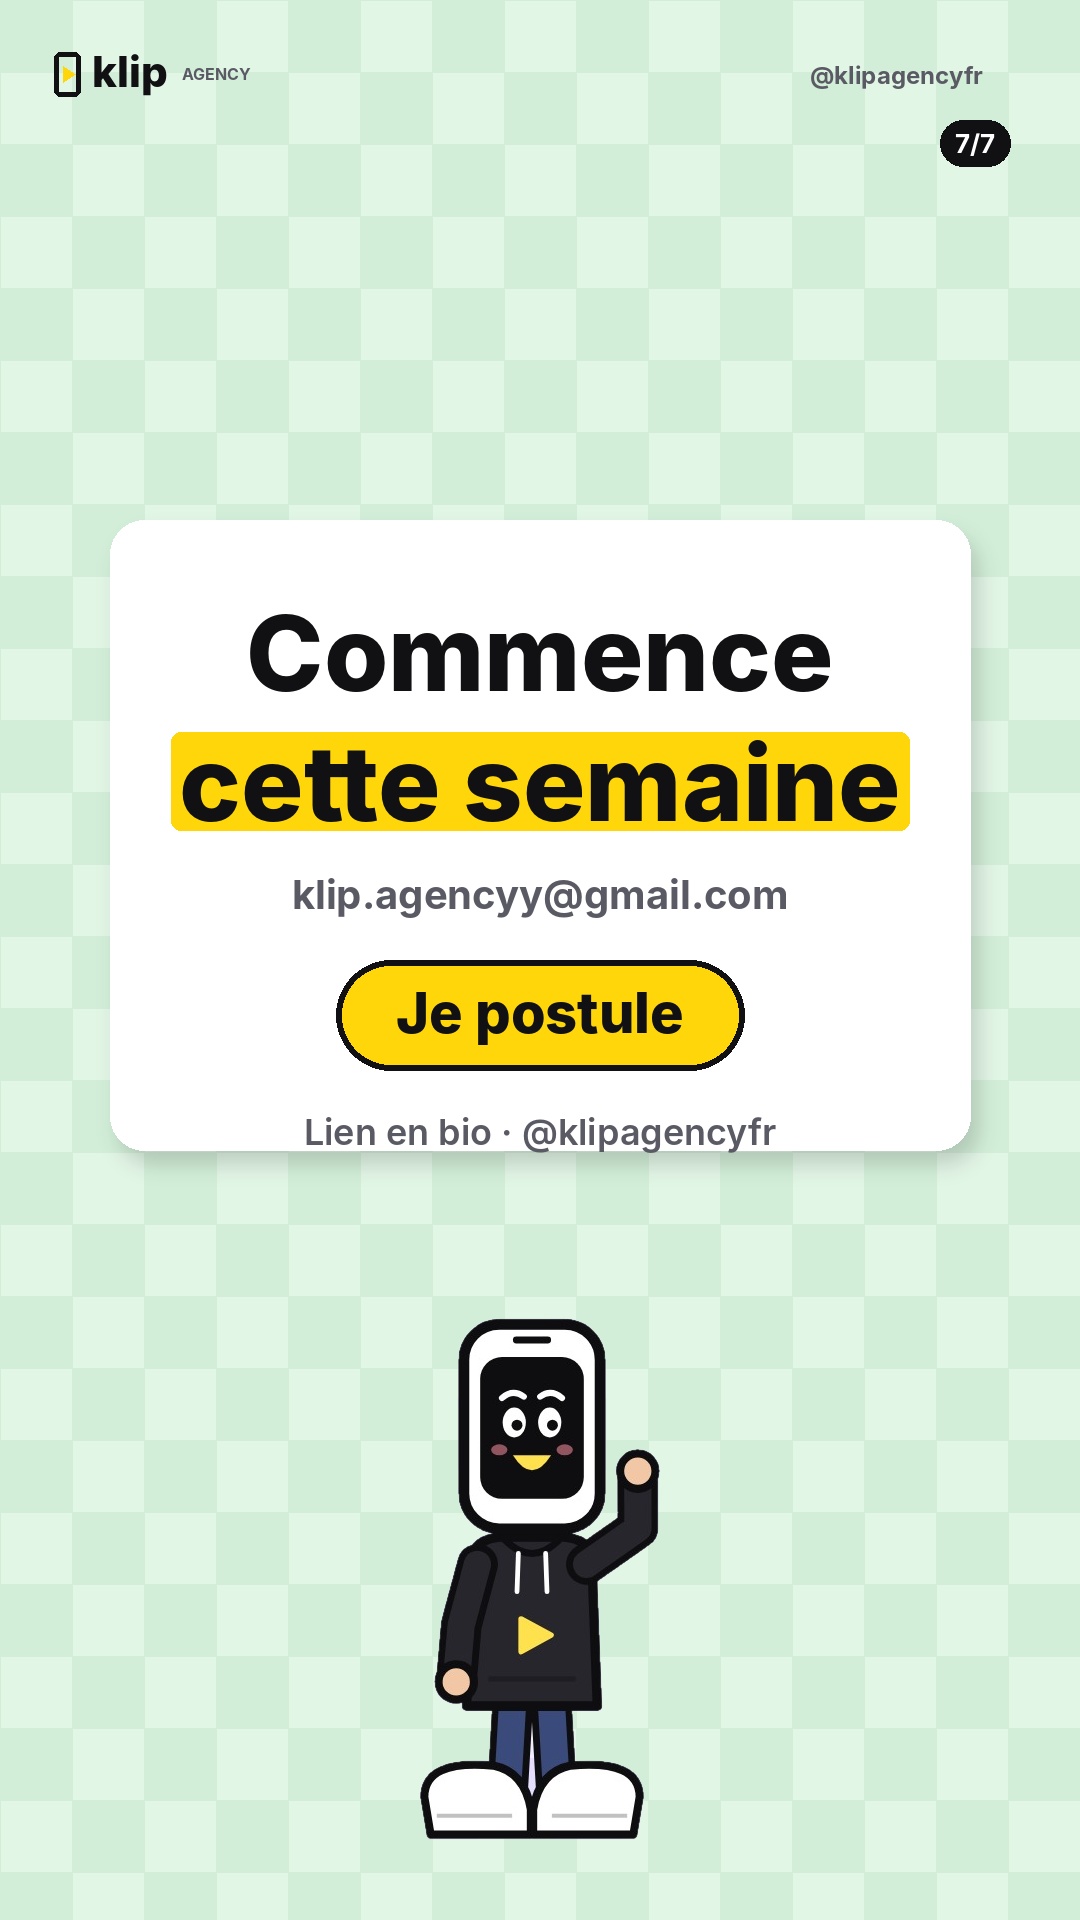 klip AGENCY
@klipagencyfr
7/7
Commence
cette semaine
klip.agencyy@gmail.com
Je postule
Lien en bio · @klipagencyfr